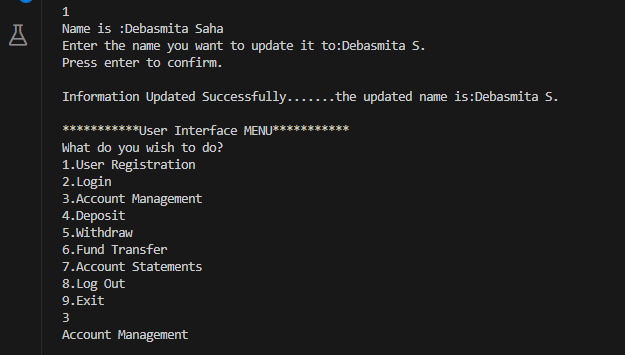 1
Name is :Debasmita Saha
Enter the name you want to update it to:Debasmita S.
Press enter to confirm.
Information Updated Successfully.......the updated name is:Debasmita S.
***********User Interface MENU***********
What do you wish to do?
1.User Registration
2.Login
3.Account Management
4.Deposit
5.Withdraw
6.Fund Transfer
7.Account Statements
8.Log Out
9.Exit
3
Account Management